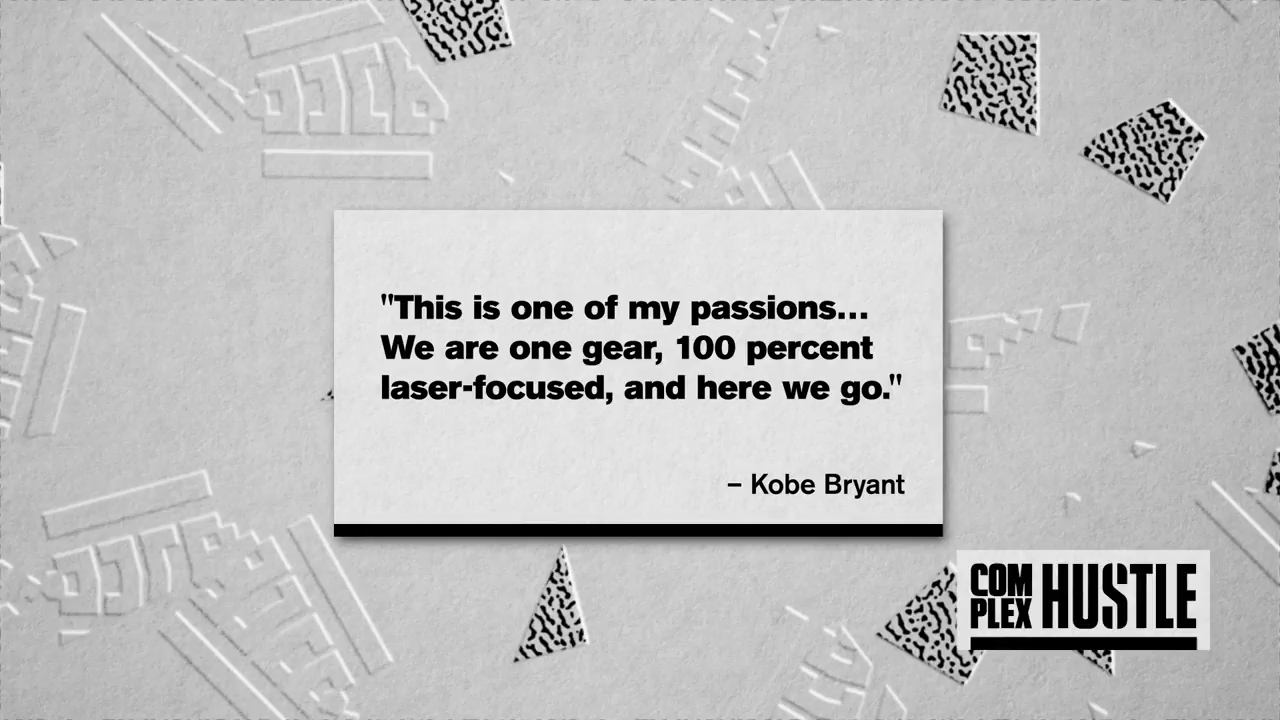 "This is one of my passions...
We are one gear, 100 percent
laser-focused, and here we go."
– Kobe Bryant
COM
PLEX HUSTLE